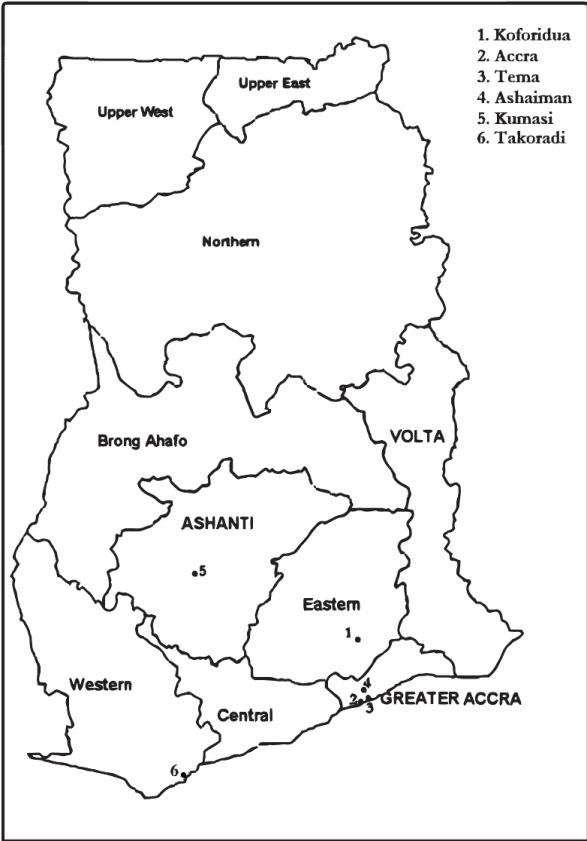 1. Koforidua
2. Accra
3. Tema
4. Ashaiman
5. Kumasi
6. Takoradi
Upper East
Upper West
Northern
Brong Ahafo
VOLTA
ASHANTI
5
Eastern
1
Western
4
2
3
GREATER ACCRA
Central
6